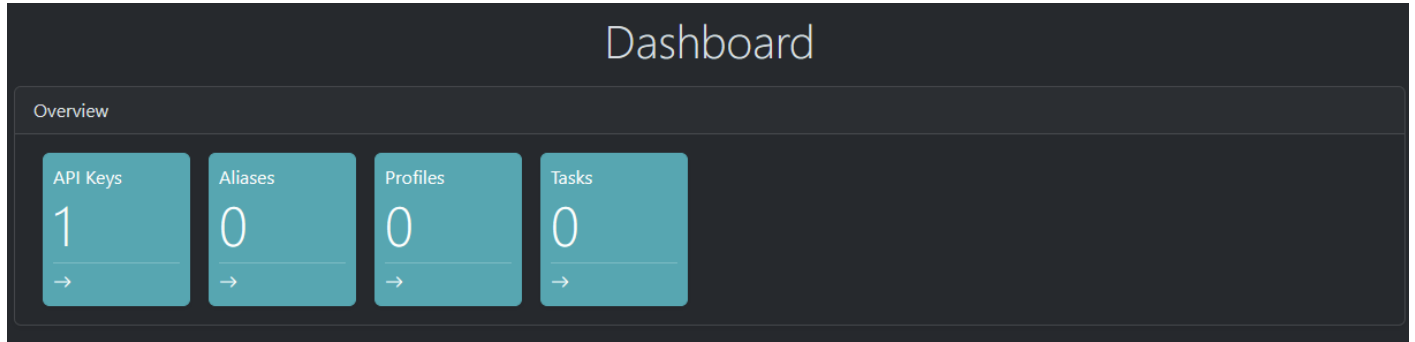 Dashboard
Overview
API Keys
Aliases
Profiles
Tasks
1
0
0
0
→
→
→
→